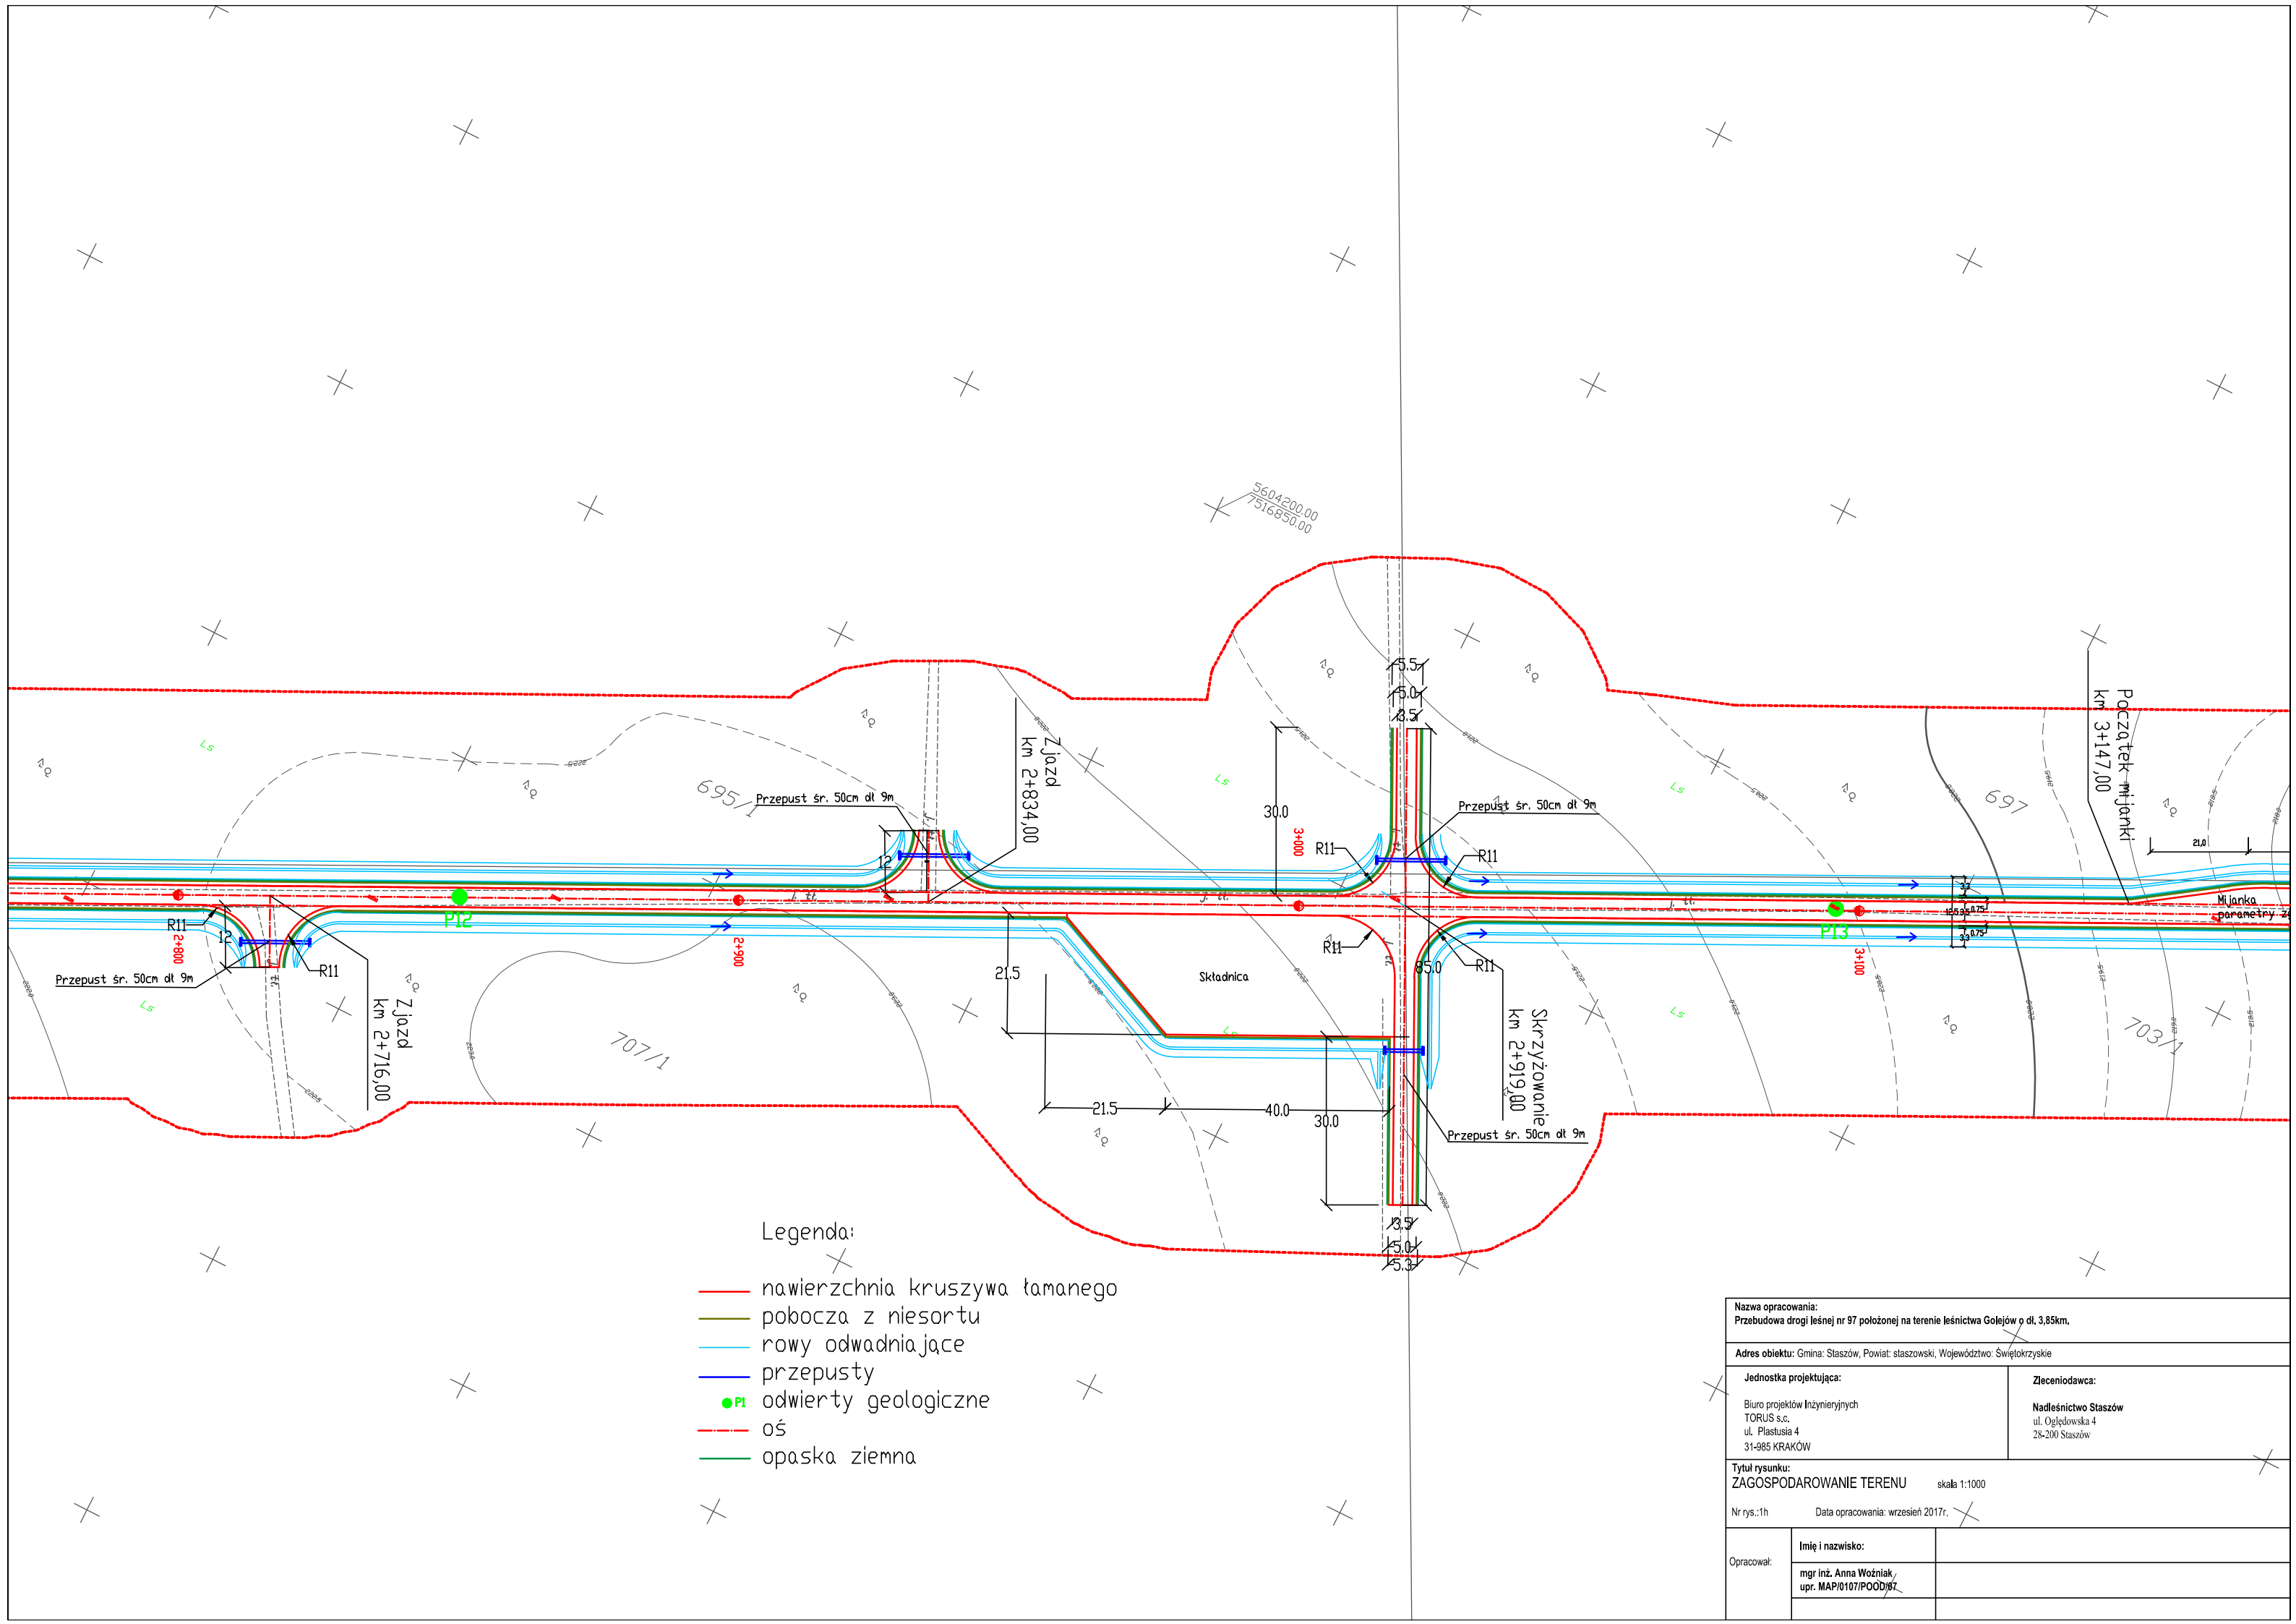 5604200.00
7516850.00
5.5
5.0
3.5
Początek mijanki
km 3+147,00
Zjazd
km 2+834,00
695/1
697
Przepust śr. 50cm dł 9m
Przepust śr. 50cm dł 9m
30.0
3+000
R11
R11
12
21,0
Ls
Ls
Ls
j. tł.
j. tł.
j. tł.
P12
P13
Mijanka
R11
12
2+800
2+900
3+100
R11
R11
R11
85.0
Przepust śr. 50cm dł 9m
Składnica
21.5
Zjazd
km 2+716,00
Skrzyżowanie
km 2+919,00
Ls
Ls
Ls
707/1
703/1
21.5
40.0
30.0
Przepust śr. 50cm dł 9m
3.5
5.0
5.3
Legenda:
nawierzchnia kruszywa łamanego
pobocza z niesortu
rowy odwadniające
przepusty
P1 odwierty geologiczne
oś
opaska ziemna
Nazwa opracowania:
Przebudowa drogi leśnej nr 97 położonej na terenie leśnictwa Golejów o dł. 3,85km.
Adres obiektu: Gmina: Staszów, Powiat: staszowski, Województwo: Świętokrzyskie
Jednostka projektująca:
Biuro projektów Inżynieryjnych
TORUS s.c.
ul. Plastusia 4
31-985 KRAKÓW
Zleceniodawca:
Nadleśnictwo Staszów
ul. Oględowska 4
28-200 Staszów
Tytuł rysunku:
ZAGOSPODAROWANIE TERENU skala 1:1000
Nr rys.:1h Data opracowania: wrzesień 2017r.
Opracował:
Imię i nazwisko:
mgr inż. Anna Woźniak
upr. MAP/0107/POOD/07